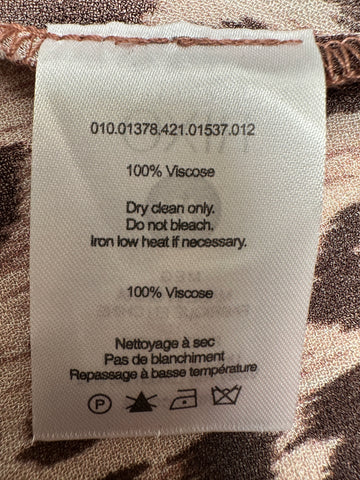 010.01378.421.01537.012
100% Viscose
Dry clean only.
Do not bleach.
Iron low heat if necessary.
100% Viscose
Nettoyage à sec
Pas de blanchiment
Repassage à basse température
P